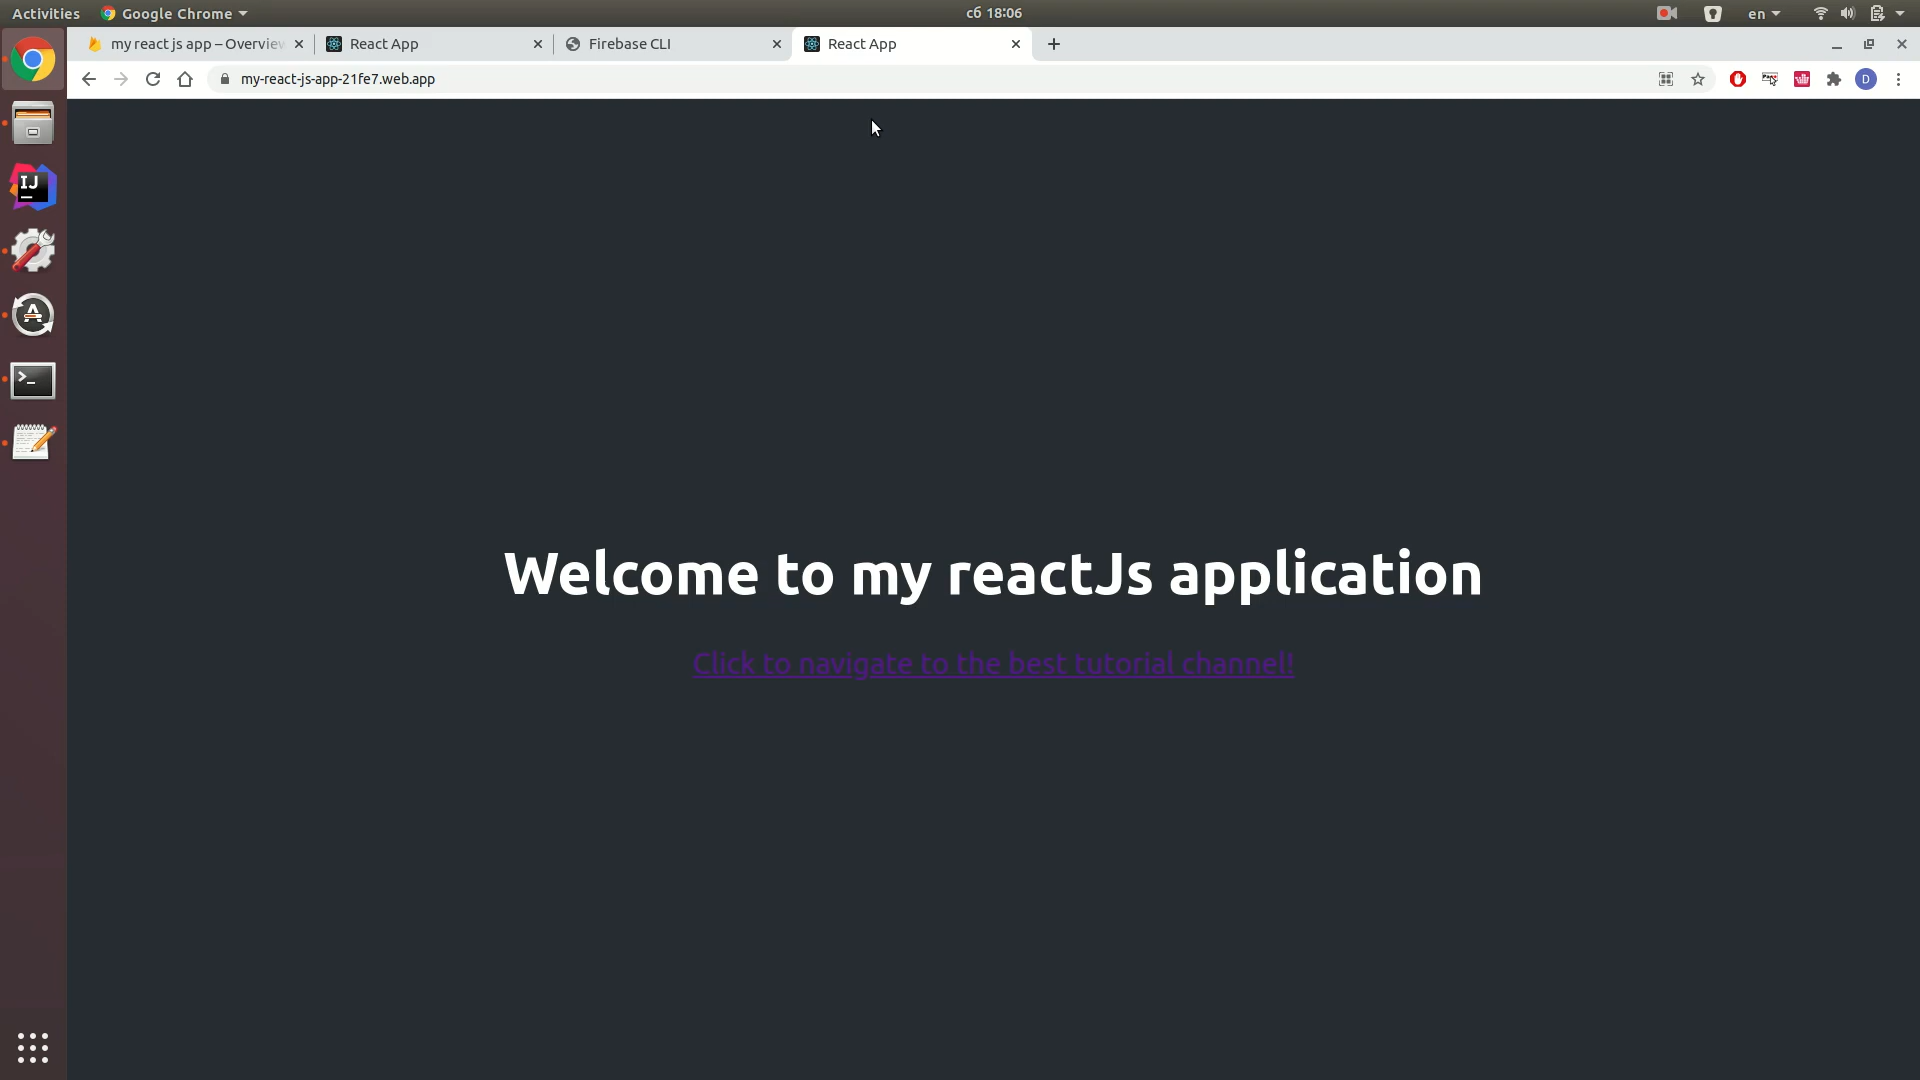 Activities Google Chrome сб 18:06 en
my react js app – Overview React App Firebase CLI React App
my-react-js-app-21fe7.web.app D
IJ
Welcome to my reactJs application
Click to navigate to the best tutorial channel!